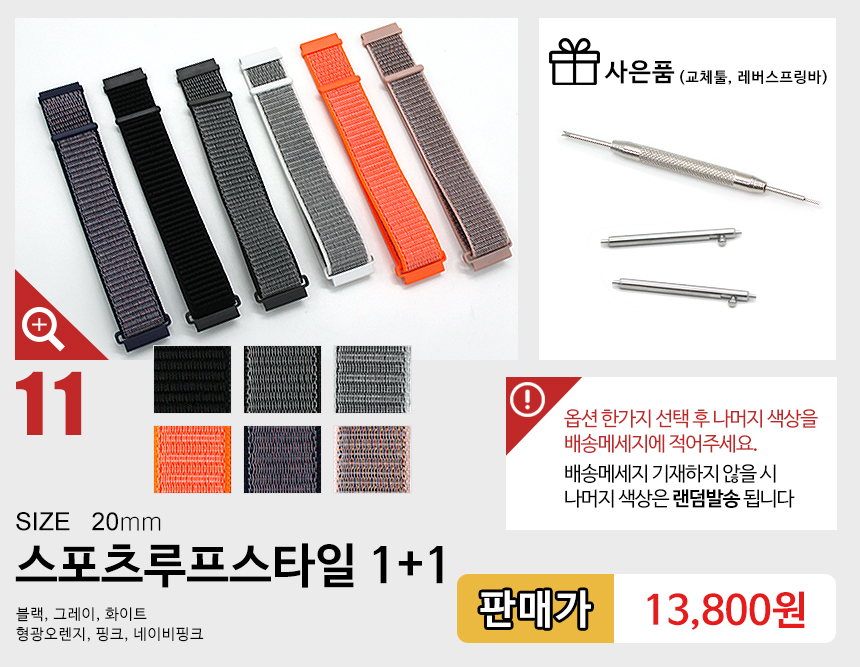 사은품 (교체툴, 레버스프링바)
11
옵션 한가지 선택 후 나머지 색상을
배송메세지에 적어주세요.
배송메세지 기재하지 않을 시
나머지 색상은 랜덤발송 됩니다
SIZE 20mm
스포츠루프스타일 1+1
블랙, 그레이, 화이트
형광오렌지, 핑크, 네이비핑크
판매가 13,800원